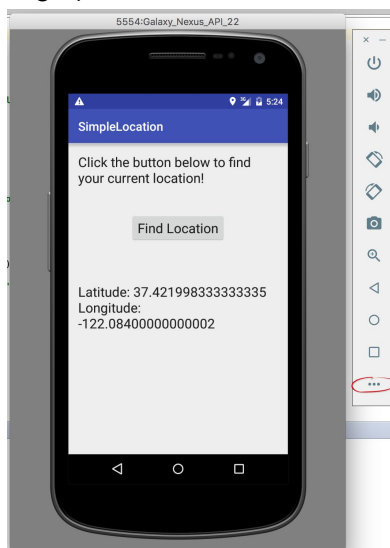 5554:Galaxy_Nexus_API_22
3G
5:24
SimpleLocation
Click the button below to find
your current location!
Find Location
Latitude: 37.421998333333335
Longitude:
-122.08400000000002